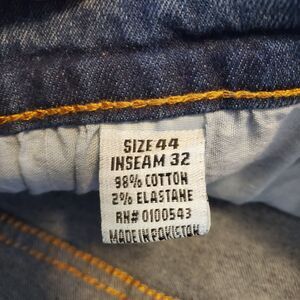 SIZE 44
INSEAM 32
98% COTTON
2% ELASTANE
RN# 0100543
MADE IN PAKISTAN